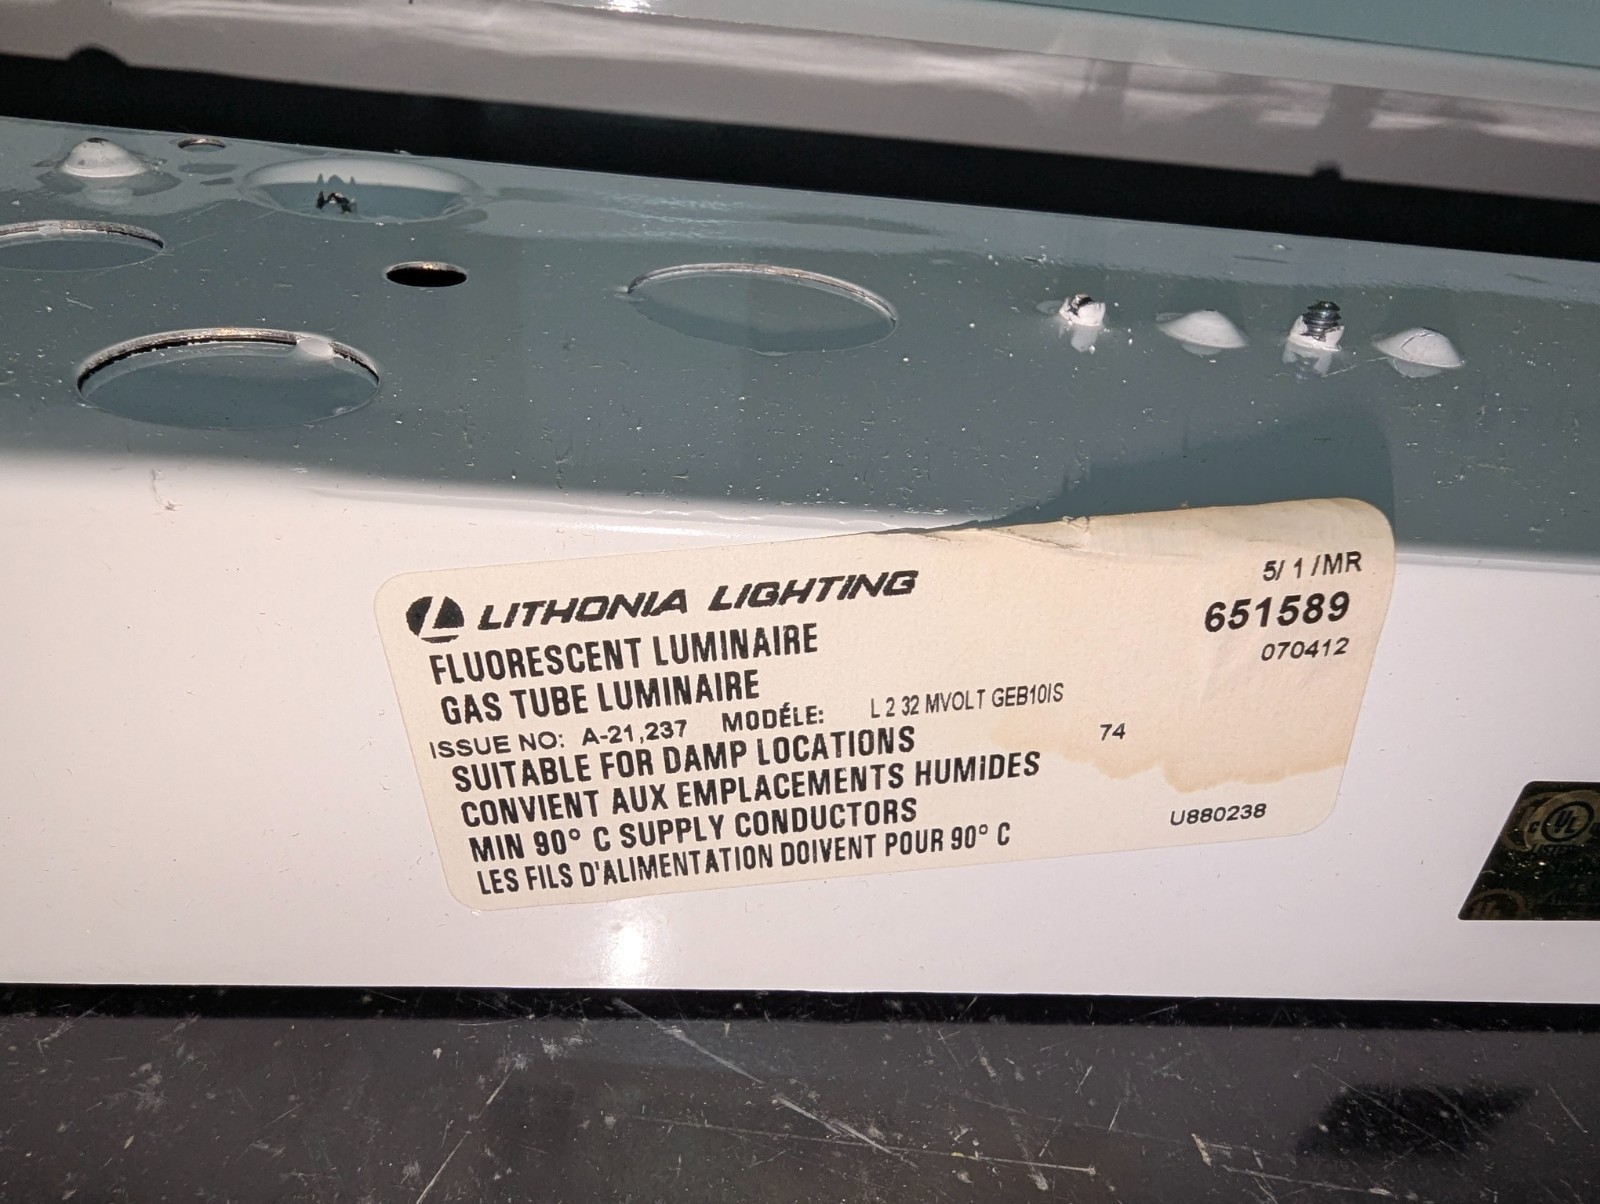 LITHONIA LIGHTING
5/ 1 /MR
651589
070412
FLUORESCENT LUMINAIRE
GAS TUBE LUMINAIRE
ISSUE NO: A-21,237 MODÉLE: L 2 32 MVOLT GEB10IS
74
SUITABLE FOR DAMP LOCATIONS
CONVIENT AUX EMPLACEMENTS HUMIDES
MIN 90° C SUPPLY CONDUCTORS
LES FILS D'ALIMENTATION DOIVENT POUR 90° C
U880238
C UL